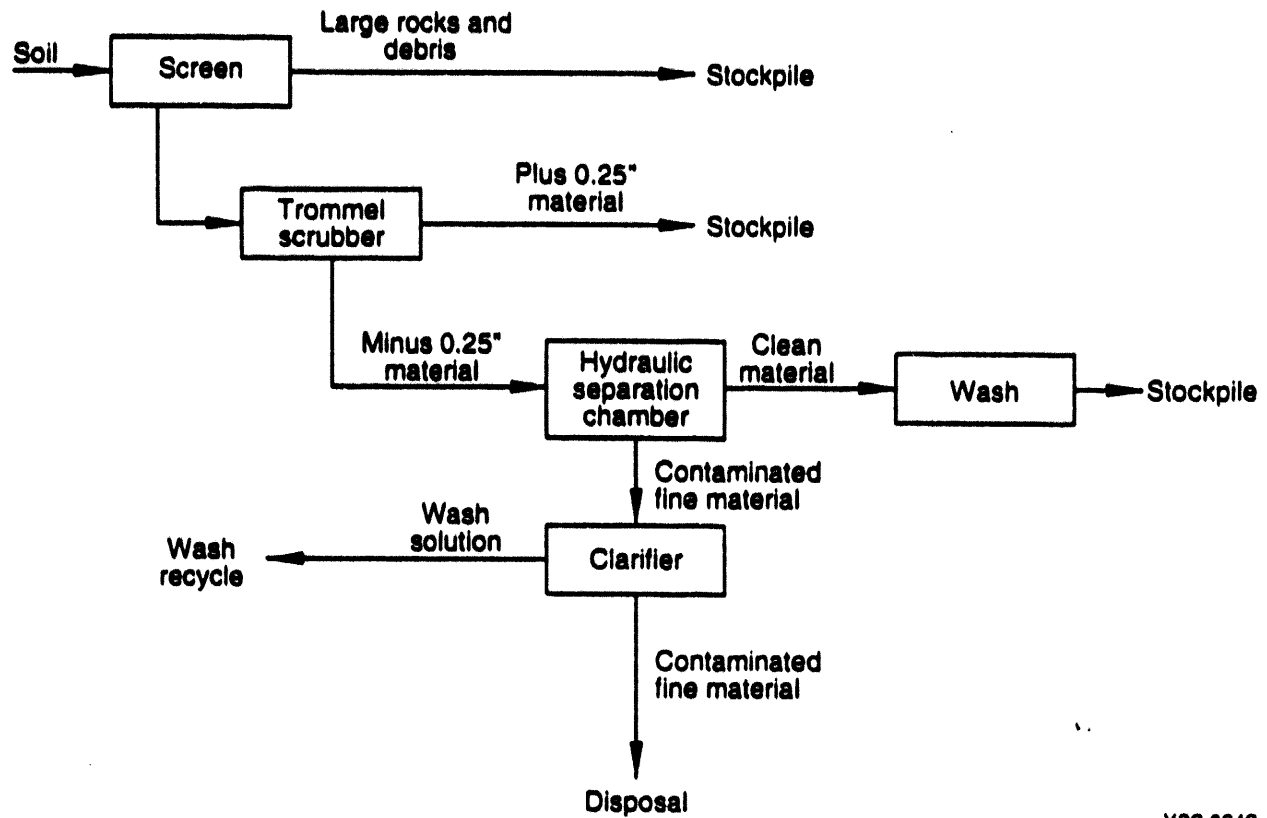 Large rocks and
debris
Soil
Screen
Stockpile
Plus 0.25"
material
Trommel
scrubber
Stockpile
Minus 0.25"
material
Hydraulic
separation
chamber
Clean
material
Wash
Stockpile
Contaminated
fine material
Wash
solution
Wash
recycle
Clarifier
Contaminated
fine material
Disposal